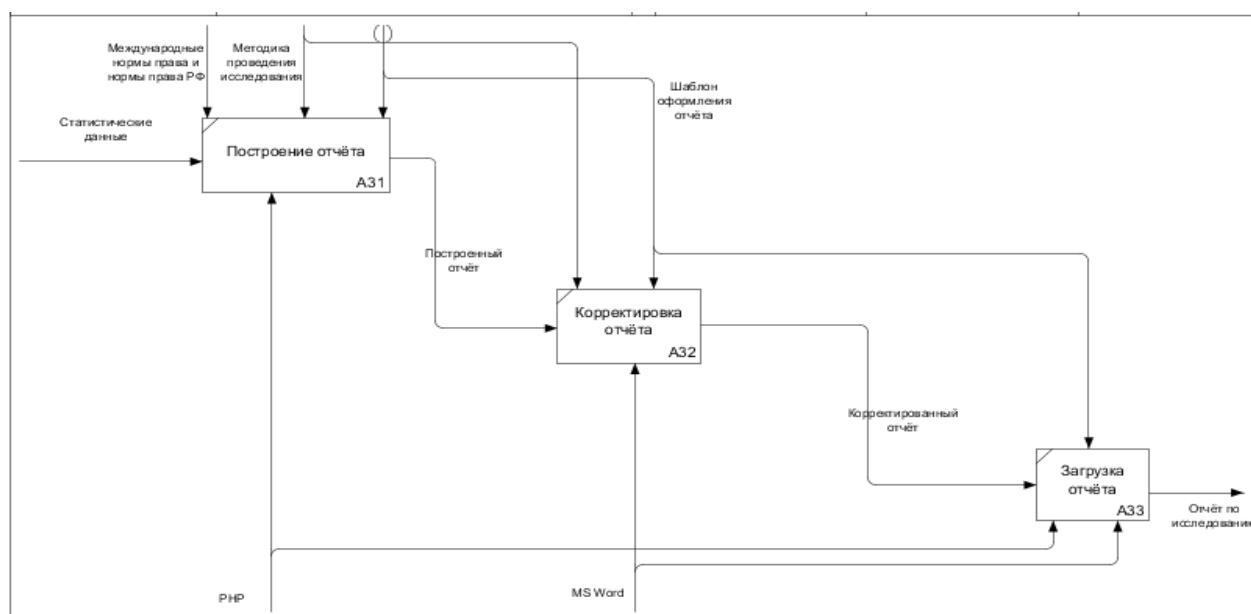 Международные
нормы права и
нормы права РФ
Методика
проведения
исследования
Шаблон
оформления
отчёта
Статистические
данные
Построение отчёта
A31
Построенный
отчёт
Корректировка
отчёта
A32
Корректированный
отчёт
Загрузка
отчёта
A33
Отчёт по
исследованию
PHP
MS Word